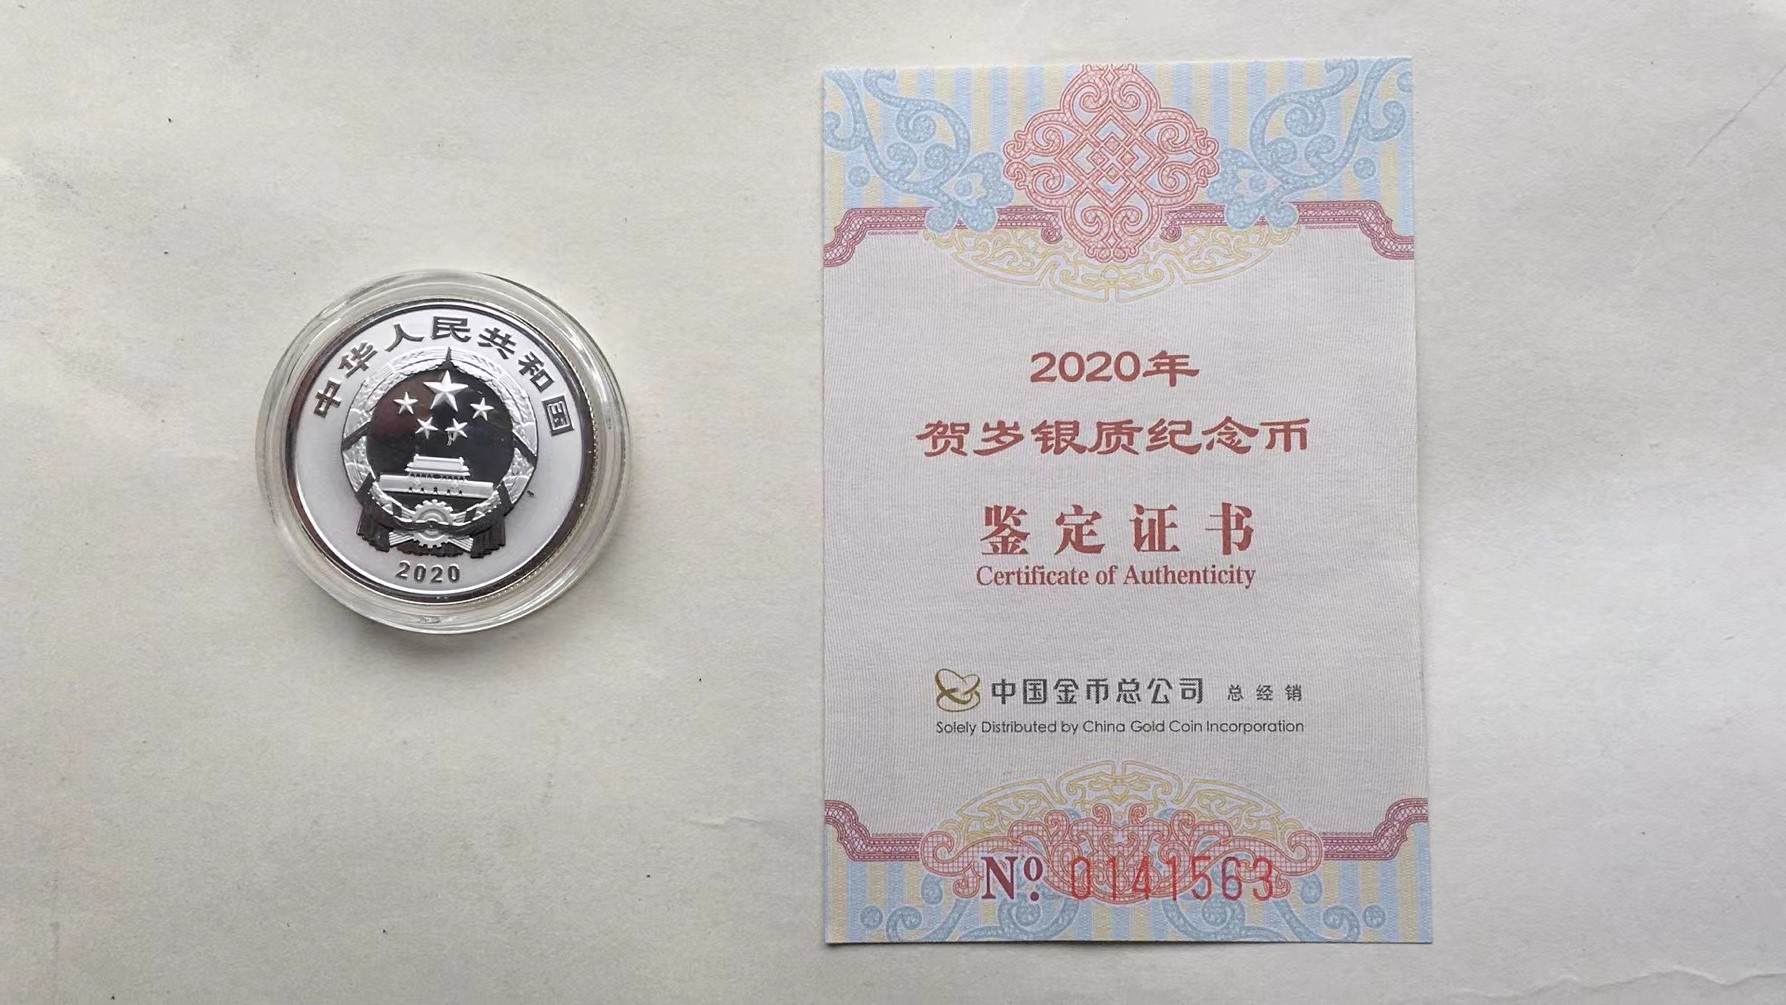 中华人民共和国
2020
2020年
贺岁银质纪念币
鉴定证书
Certificate of Authenticity
中国金币总公司 总经销
Solely Distributed by China Gold Coin Incorporation
Nº. 0141563